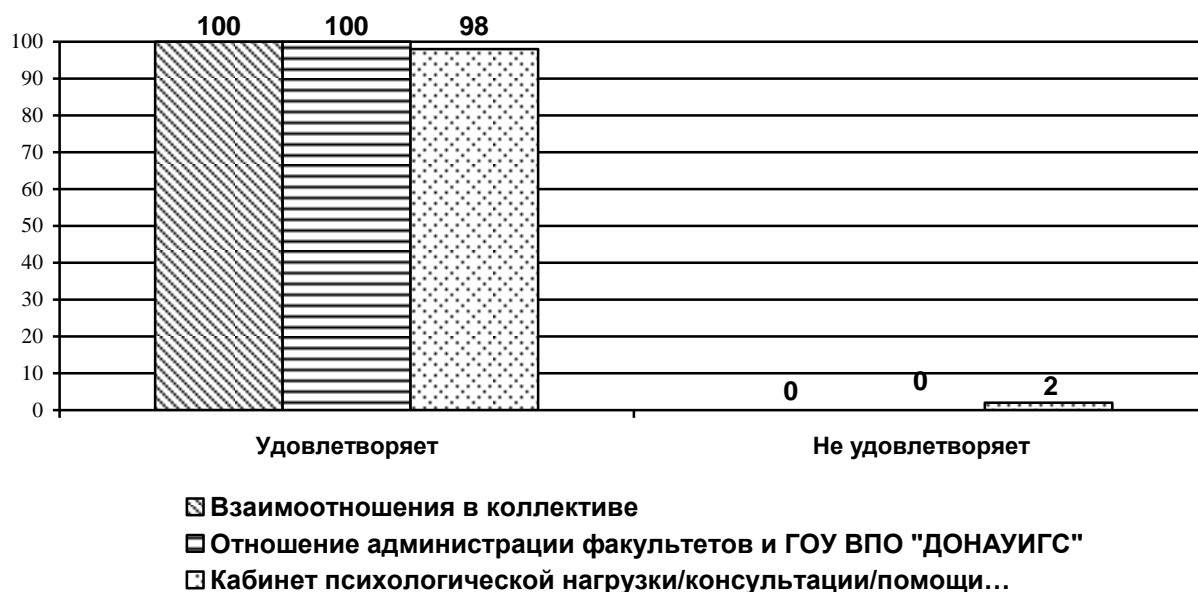 100 100 98
100
90
80
70
60
50
40
30
20
10
0
0 0 2
Удовлетворяет Не удовлетворяет
Взаимоотношения в коллективе
Отношение администрации факультетов и ГОУ ВПО "ДОНАУИГС"
Кабинет психологической нагрузки/консультации/помощи…